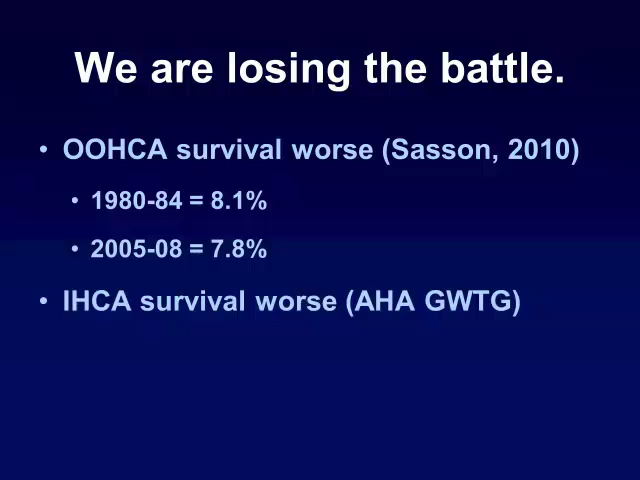 We are losing the battle.
• OOHCA survival worse (Sasson, 2010)
• 1980-84 = 8.1%
• 2005-08 = 7.8%
• IHCA survival worse (AHA GWTG)